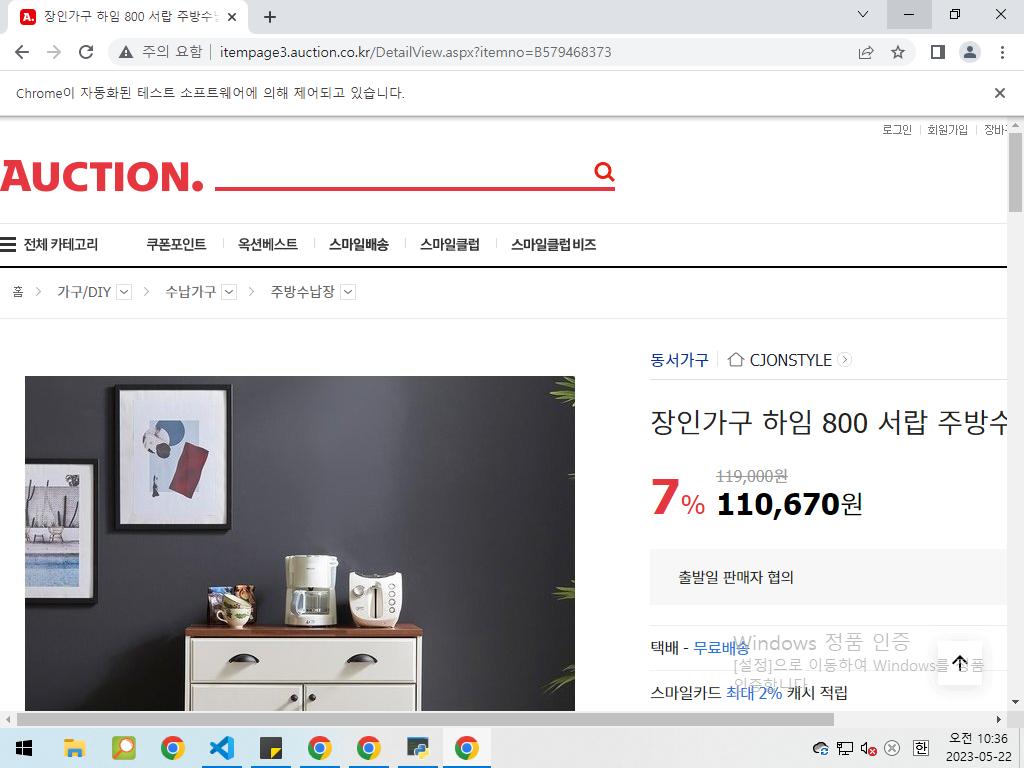 장인가구 하임 800 서랍 주방수납
주의 요함
itempage3.auction.co.kr/DetailView.aspx?itemno=B579468373
Chrome이 자동화된 테스트 소프트웨어에 의해 제어되고 있습니다.
로그인 회원가입 장바
AUCTION.
전체 카테고리 쿠폰포인트 옥션베스트 스마일배송 스마일클럽 스마일클럽 비즈
홈 가구/DIY 수납가구 주방수납장
동서가구 CJONSTYLE
장인가구 하임 800 서랍 주방수
7% 119,000원
110,670원
출발일 판매자 협의
택배 - 무료배송
Windows 정품 인증
[설정]으로 이동하여 Windows를 정품
인증합니다.
스마일카드 최대 2% 캐시 적립
한
오전 10:36
2023-05-22